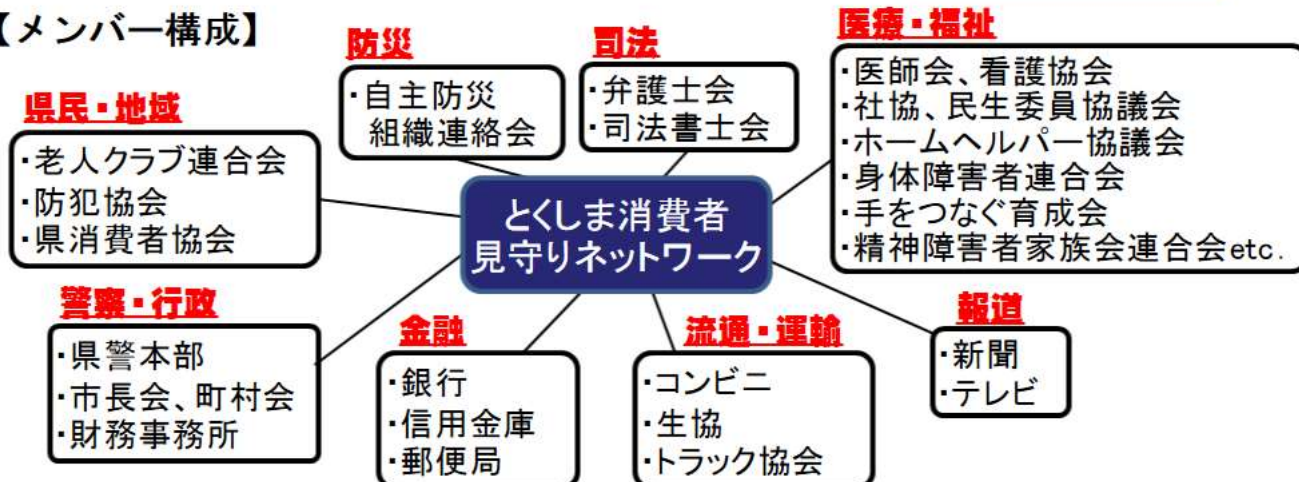 【メンバー構成】
防災
・自主防災
組織連絡会
司法
・弁護士会
・司法書士会
医療・福祉
・医師会、看護協会
・社協、民生委員協議会
・ホームヘルパー協議会
・身体障害者連合会
・手をつなぐ育成会
・精神障害者家族会連合会etc.
県民・地域
・老人クラブ連合会
・防犯協会
・県消費者協会
とくしま消費者
見守りネットワーク
警察・行政
・県警本部
・市長会、町村会
・財務事務所
金融
・銀行
・信用金庫
・郵便局
流通・運輸
・コンビニ
・生協
・トラック協会
報道
・新聞
・テレビ